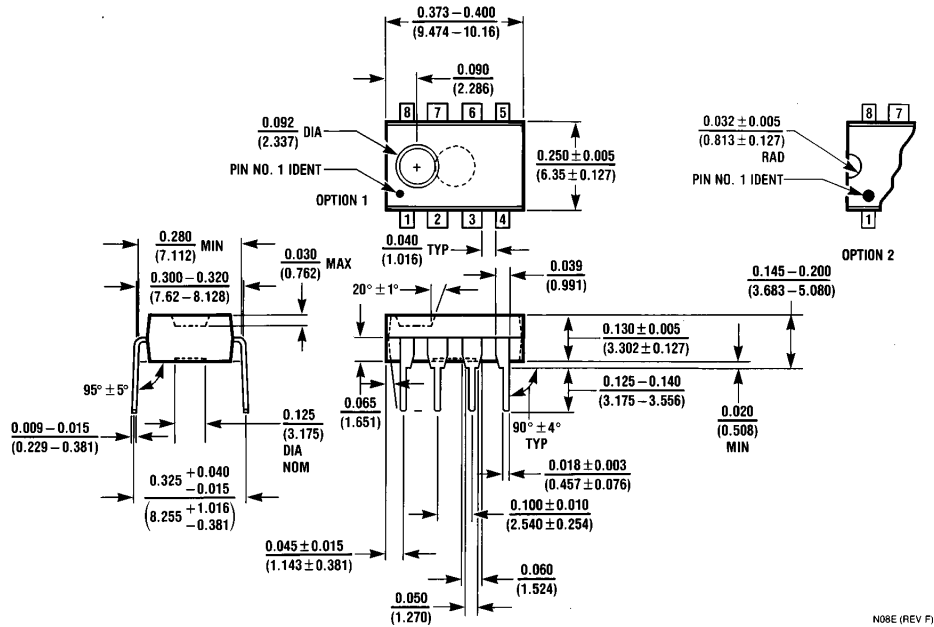 0.373 – 0.400
(9.474 – 10.16)
0.090
(2.286)
8 7 6 5
0.092 DIA
(2.337)
PIN NO. 1 IDENT
OPTION 1
1 2 3 4
0.250 ± 0.005
(6.35 ± 0.127)
8 7
0.032 ± 0.005
(0.813 ± 0.127)
RAD
PIN NO. 1 IDENT
1
OPTION 2
0.280 MIN
(7.112)
0.300 – 0.320
(7.62 – 8.128)
0.030 MAX
(0.762)
0.040 TYP
(1.016)
0.039
(0.991)
20° ± 1°
0.145 – 0.200
(3.683 – 5.080)
0.130 ± 0.005
(3.302 ± 0.127)
0.125 – 0.140
(3.175 – 3.556)
0.020
(0.508)
MIN
95° ± 5°
0.009 – 0.015
(0.229 – 0.381)
0.125
(3.175)
DIA
NOM
0.065
(1.651)
90° ± 4°
TYP
0.325 +0.040
–0.015
(8.255 +1.016
–0.381)
0.018 ± 0.003
(0.457 ± 0.076)
0.100 ± 0.010
(2.540 ± 0.254)
0.045 ± 0.015
(1.143 ± 0.381)
0.060
(1.524)
0.050
(1.270)
N08E (REV F)